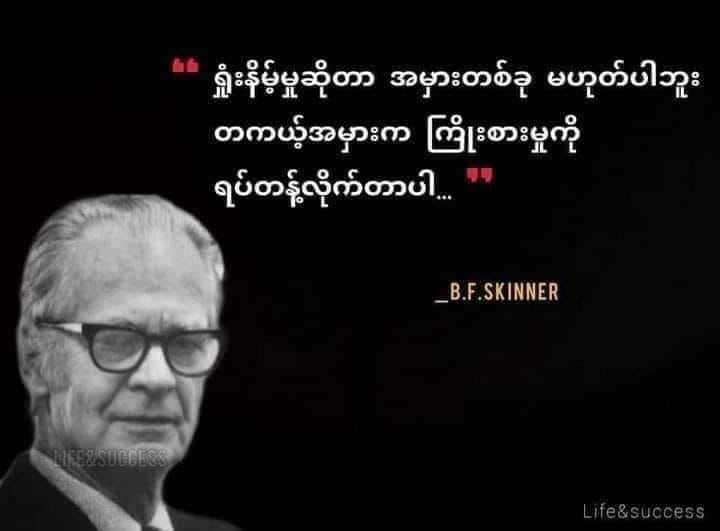 ❝ ရှုံးနိမ့်မှုဆိုတာ အမှားတစ်ခု မဟုတ်ပါဘူး
တကယ့်အမှားက ကြိုးစားမှုကို
ရပ်တန့်လိုက်တာပါ... ❞
_B.F.SKINNER
LIFE&SUCCESS
Life&success